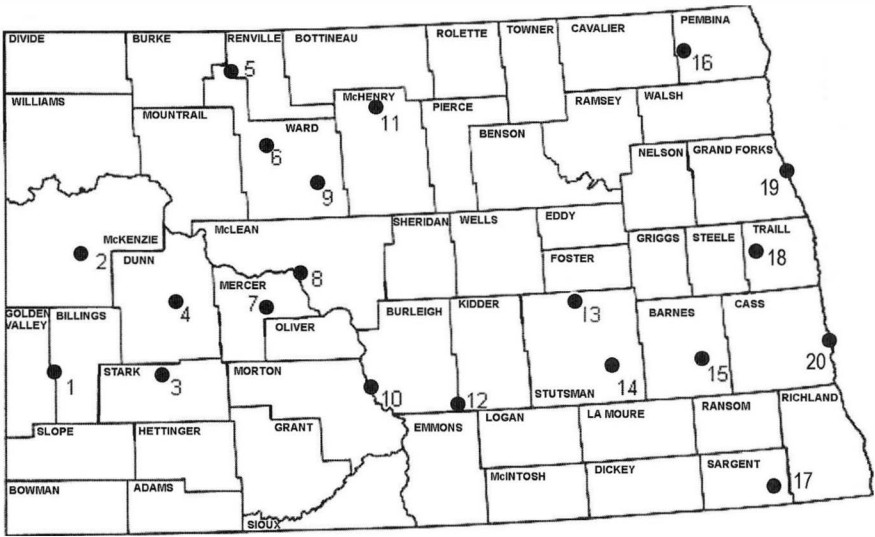 PEMBINA
CAVALIER
TOWNER
ROLETTE
BOTTINEAU
RENVILLE
BURKE
DIVIDE
16
5
WILLIAMS
McHENRY
RAMSEY
WALSH
MOUNTRAIL
WARD
11
PIERCE
BENSON
6
NELSON
GRAND FORKS
9
19
McLEAN
SHERIDAN
WELLS
EDDY
McKENZIE
GRIGGS
STEELE
TRAILL
2
DUNN
FOSTER
18
8
MERCER
4
7
GOLDEN
VALLEY
BILLINGS
BURLEIGH
KIDDER
13
BARNES
CASS
OLIVER
1
STARK
3
MORTON
10
12
14
15
20
STUTSMAN
RICHLAND
SLOPE
HETTINGER
GRANT
EMMONS
LOGAN
LA MOURE
RANSOM
McINTOSH
DICKEY
SARGENT
17
BOWMAN
ADAMS
SIOUX